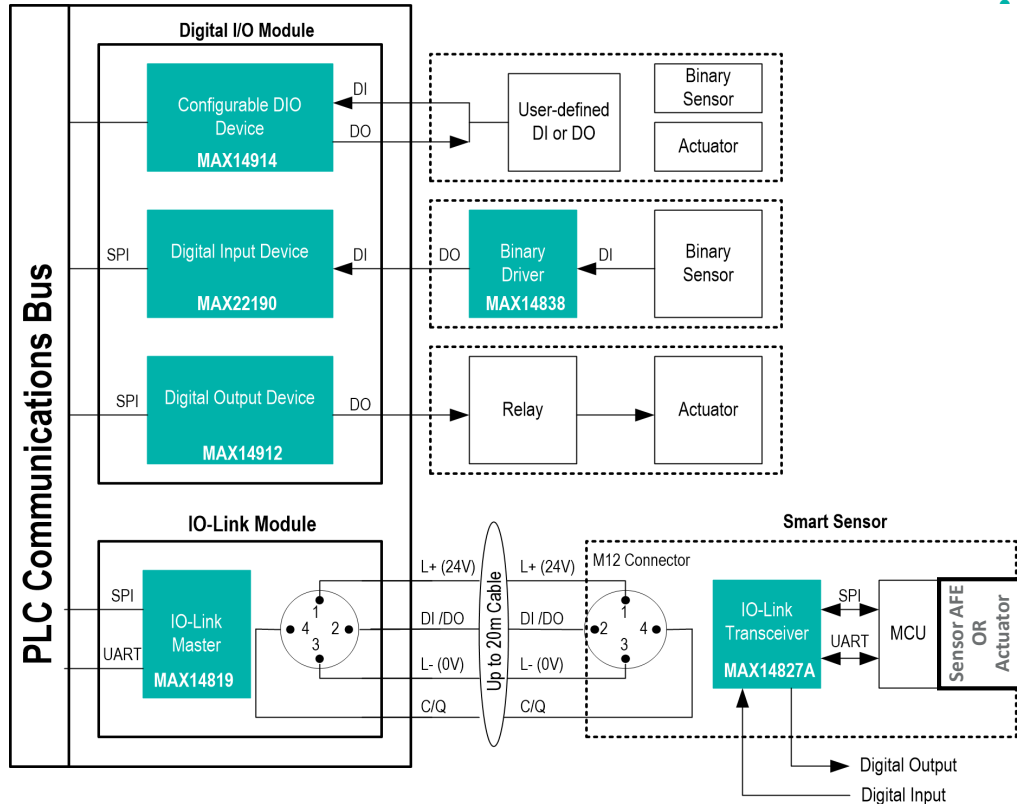 PLC Communications Bus
Digital I/O Module
Configurable DIO
Device
MAX14914
DI
DO
User-defined
DI or DO
Binary
Sensor
Actuator
SPI
Digital Input Device
MAX22190
DI
DO
Binary
Driver
MAX14838
DI
Binary
Sensor
SPI
Digital Output Device
MAX14912
DO
Relay
Actuator
IO-Link Module
SPI
UART
IO-Link
Master
MAX14819
1
4
2
3
L+ (24V)
DI /DO
L- (0V)
C/Q
Up to 20m Cable
L+ (24V)
DI /DO
L- (0V)
C/Q
Smart Sensor
M12 Connector
1
2
4
3
IO-Link
Transceiver
MAX14827A
SPI
UART
MCU
Sensor AFE
OR
Actuator
Digital Output
Digital Input